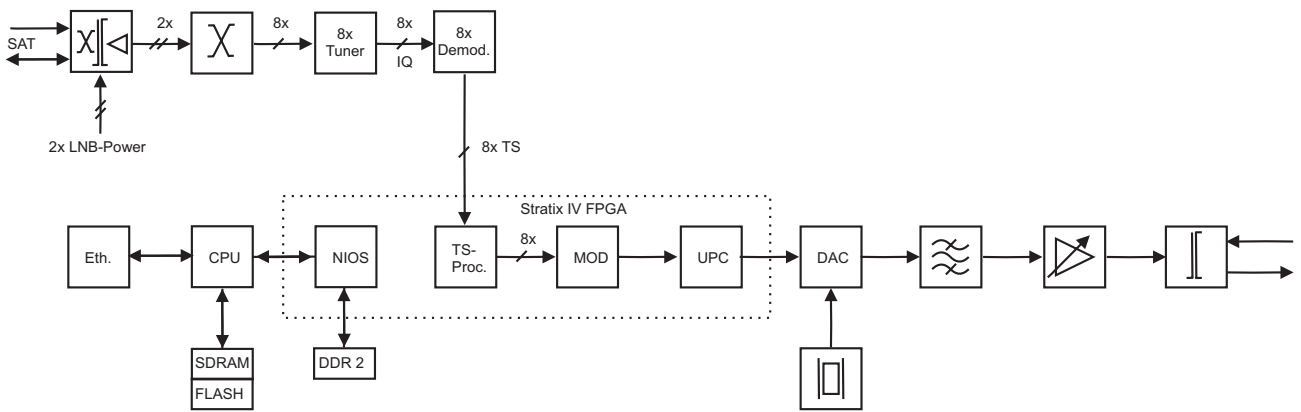 2x
8x
8x
SAT
8x
Tuner
8x
Demod.
IQ
2x LNB-Power
8x TS
Stratix IV FPGA
Eth.
CPU
NIOS
TS-
Proc.
8x
MOD
UPC
DAC
SDRAM
FLASH
DDR 2